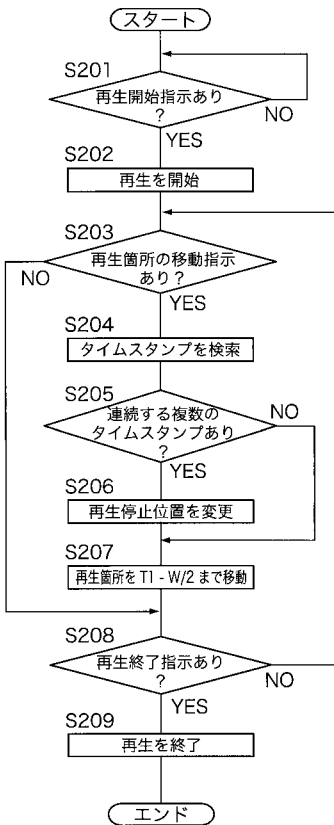 スタート
S201
再生開始指示あり
?
NO
YES
S202
再生を開始
S203
再生箇所の移動指示
あり?
NO
YES
S204
タイムスタンプを検索
S205
連続する複数の
タイムスタンプあり
?
NO
YES
S206
再生停止位置を変更
S207
再生箇所を T1 - W/2 まで移動
S208
再生終了指示あり
?
NO
YES
S209
再生を終了
エンド